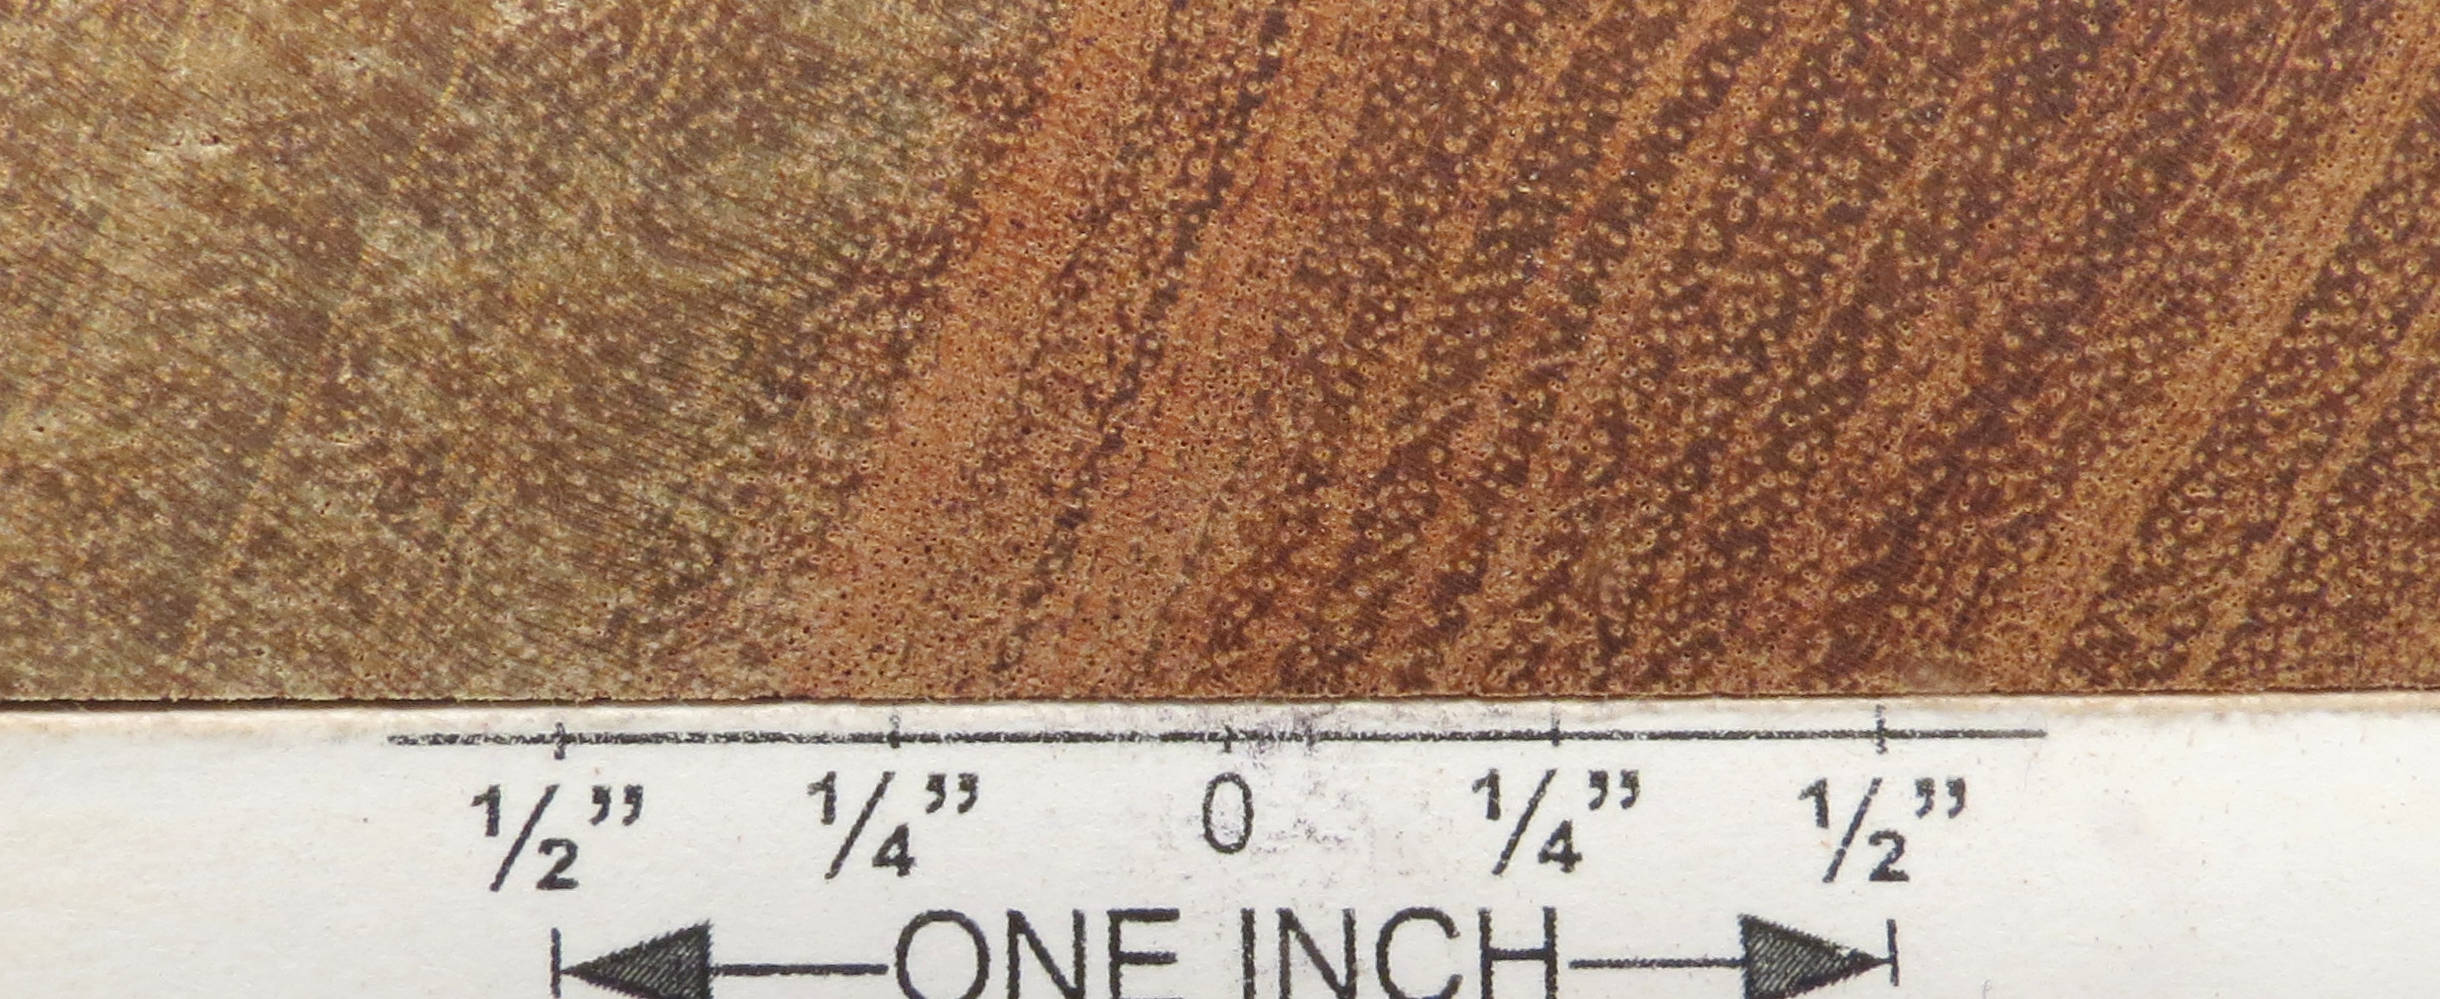 1/2” 1/4” 0 1/4” 1/2”
ONE INCH